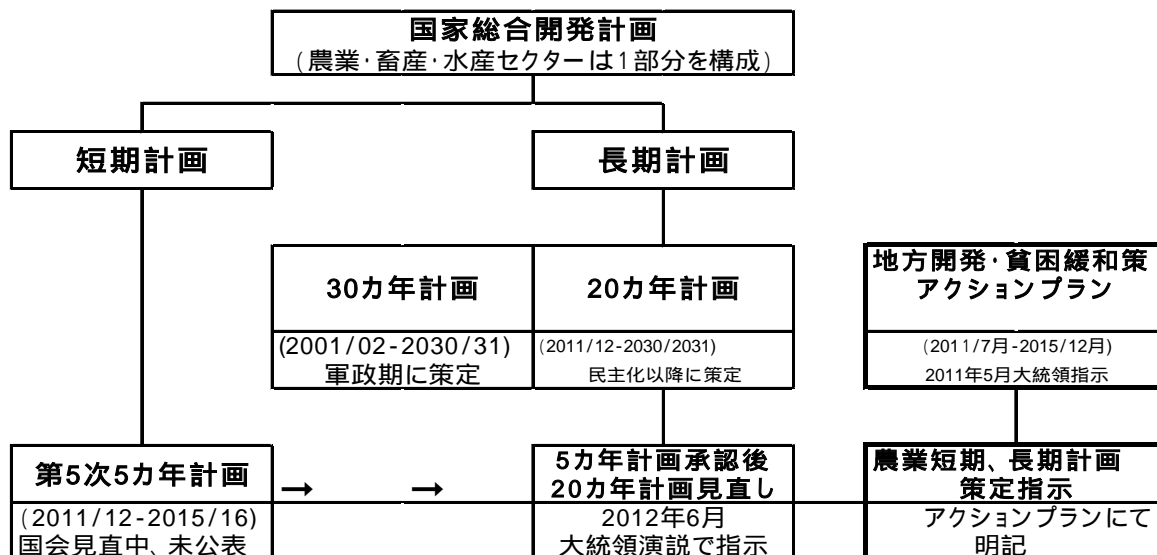 国家総合開発計画
(農業･畜産･水産セクターは1部分を構成)
短期計画
長期計画
30カ年計画
(2001/02-2030/31)
軍政期に策定
20カ年計画
(2011/12-2030/2031)
民主化以降に策定
地方開発･貧困緩和策
アクションプラン
(2011/7月-2015/12月)
2011年5月大統領指示
第5次5カ年計画
(2011/12-2015/16)
国会見直中、未公表
→ →
5カ年計画承認後
20カ年計画見直し
2012年6月
大統領演説で指示
農業短期、長期計画
策定指示
アクションプランにて
明記